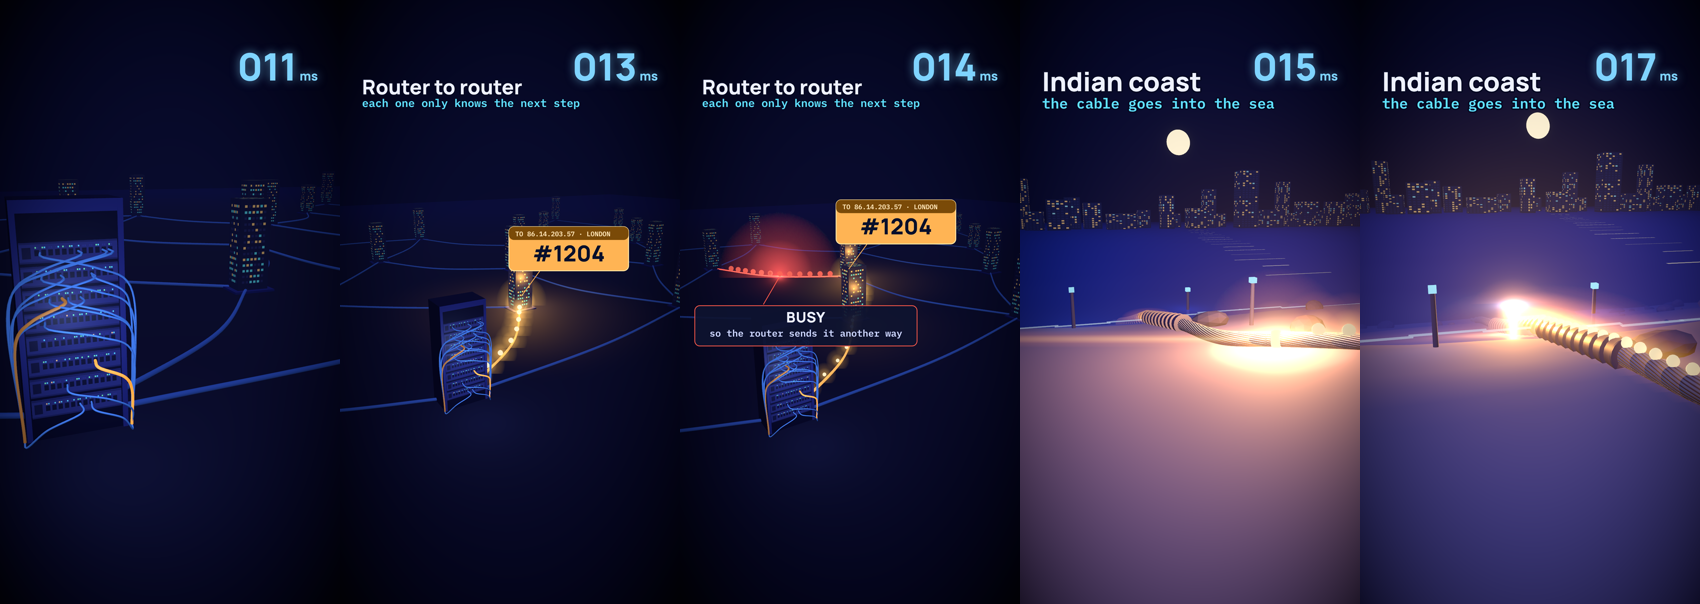 011 ms
013 ms
Router to router
each one only knows the next step
TO 86.14.203.57 · LONDON
#1204
014 ms
Router to router
each one only knows the next step
TO 86.14.203.57 · LONDON
#1204
BUSY
so the router sends it another way
015 ms
Indian coast
the cable goes into the sea
017 ms
Indian coast
the cable goes into the sea